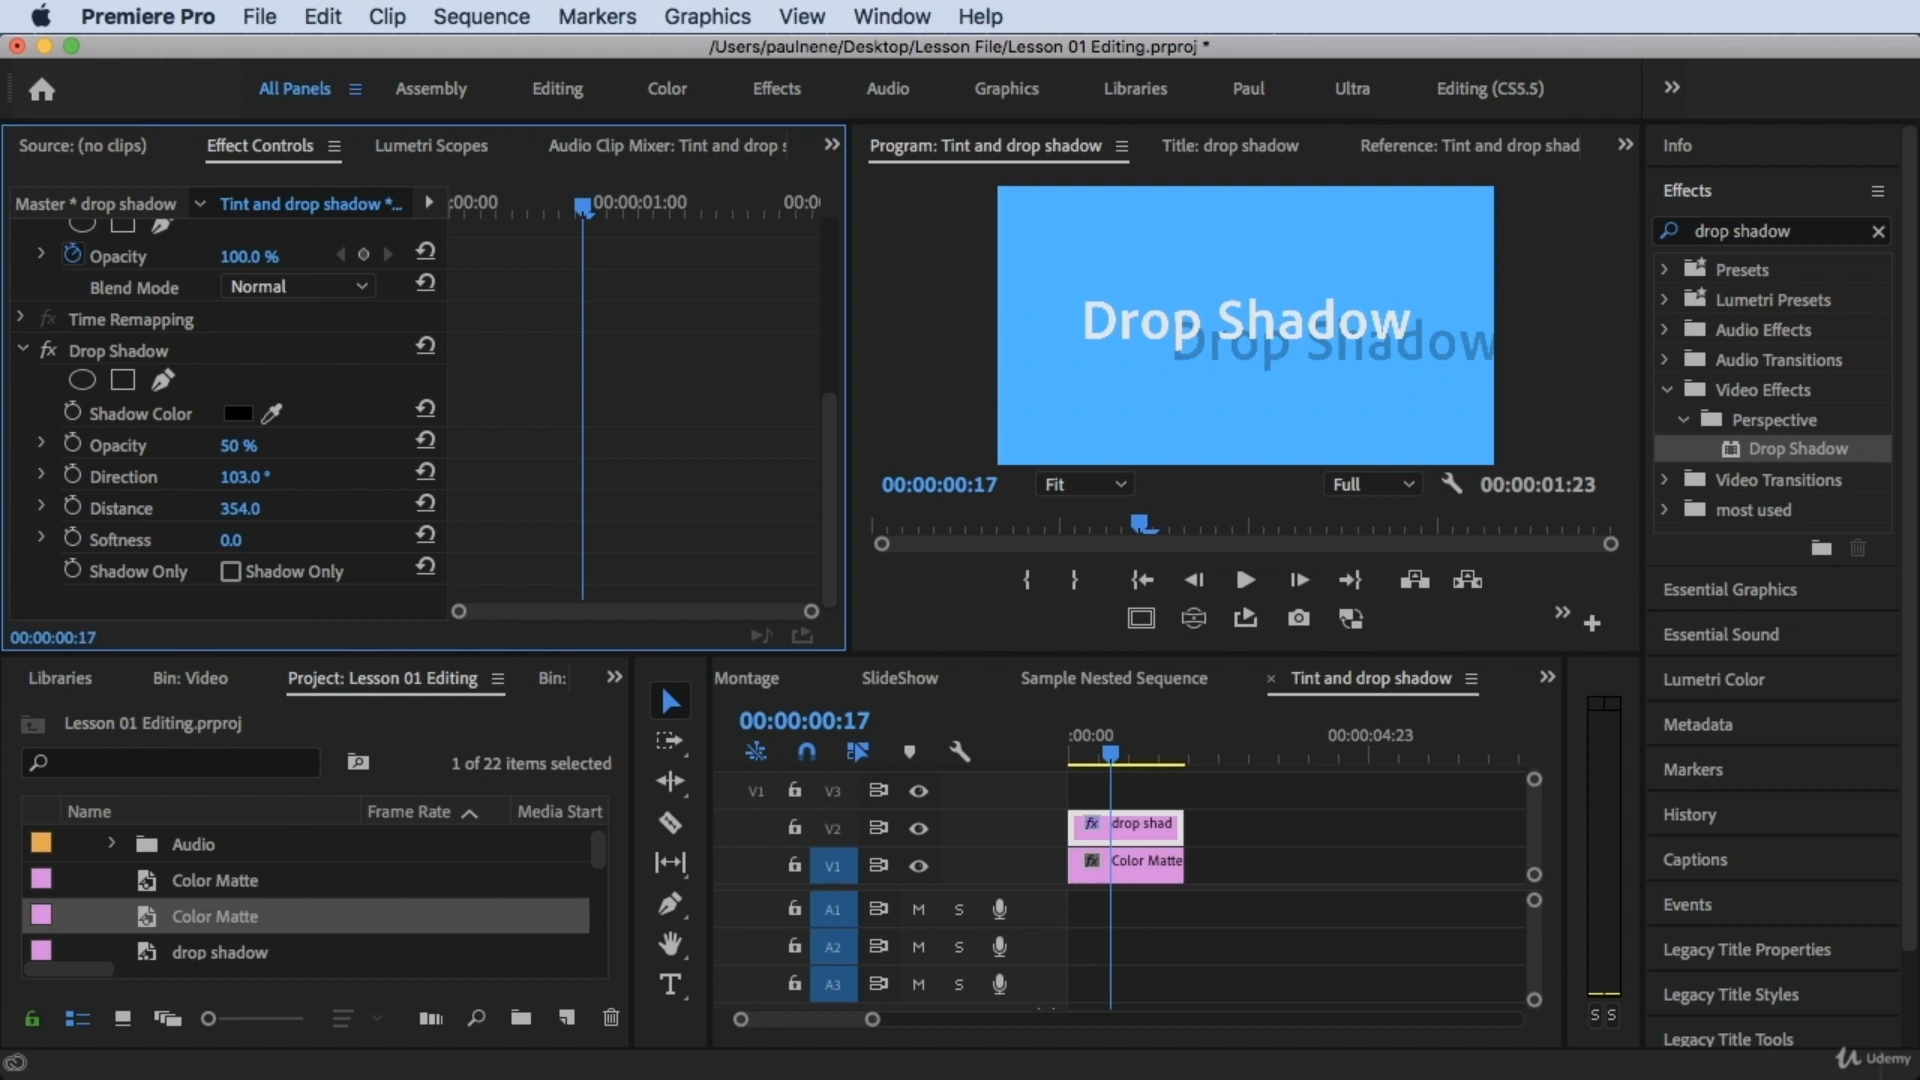 Premiere Pro File Edit Clip Sequence Markers Graphics View Window Help
/Users/paulnene/Desktop/Lesson File/Lesson 01 Editing.prproj *
All Panels Assembly Editing Color Effects Audio Graphics Libraries Paul Ultra Editing (CS5.5)
Source: (no clips) Effect Controls Lumetri Scopes Audio Clip Mixer: Tint and drop s
Master * drop shadow Tint and drop shadow *... :00:00 00:00:01:00 00:0
Opacity 100.0 %
Blend Mode Normal
fx Time Remapping
fx Drop Shadow
Shadow Color
Opacity 50 %
Direction 103.0 °
Distance 354.0
Softness 0.0
Shadow Only Shadow Only
00:00:00:17
Program: Tint and drop shadow Title: drop shadow Reference: Tint and drop shad
Drop Shadow
Drop Shadow
00:00:00:17 Fit Full 00:00:01:23
Info
Effects
drop shadow
Presets
Lumetri Presets
Audio Effects
Audio Transitions
Video Effects
Perspective
Drop Shadow
Video Transitions
most used
Essential Graphics
Essential Sound
Lumetri Color
Metadata
Markers
History
Captions
Events
Legacy Title Properties
Legacy Title Styles
Legacy Title Tools
Libraries Bin: Video Project: Lesson 01 Editing Bin:
Lesson 01 Editing.prproj
1 of 22 items selected
Name Frame Rate Media Start
Audio
Color Matte
Color Matte
drop shadow
Montage SlideShow Sample Nested Sequence × Tint and drop shadow
00:00:00:17
:00:00 00:00:04:23
V1 V3
V2 fx drop shad
V1 fx Color Matte
A1 M S
A2 M S
A3 M S
S S
Udemy